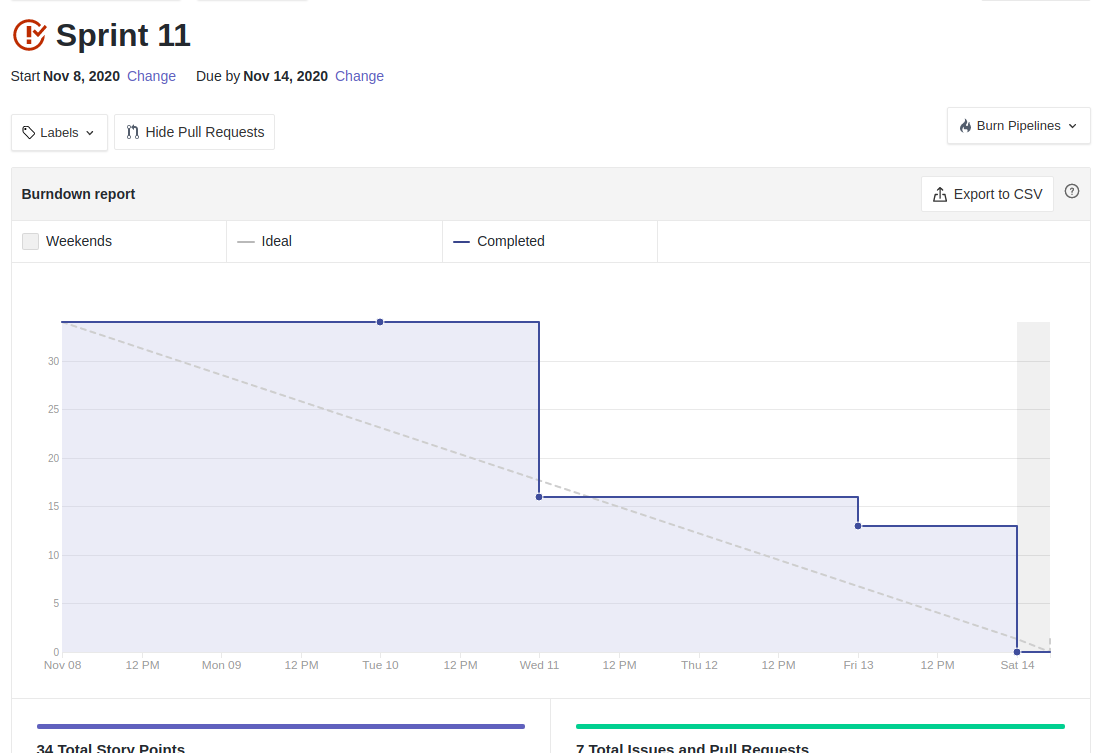 Sprint 11
Start Nov 8, 2020 Change Due by Nov 14, 2020 Change
Labels Hide Pull Requests Burn Pipelines
Burndown report Export to CSV ?
Weekends Ideal Completed
30
25
20
15
10
5
0
Nov 08 12 PM Mon 09 12 PM Tue 10 12 PM Wed 11 12 PM Thu 12 12 PM Fri 13 12 PM Sat 14
34 Total Story Points 7 Total Issues and Pull Requests